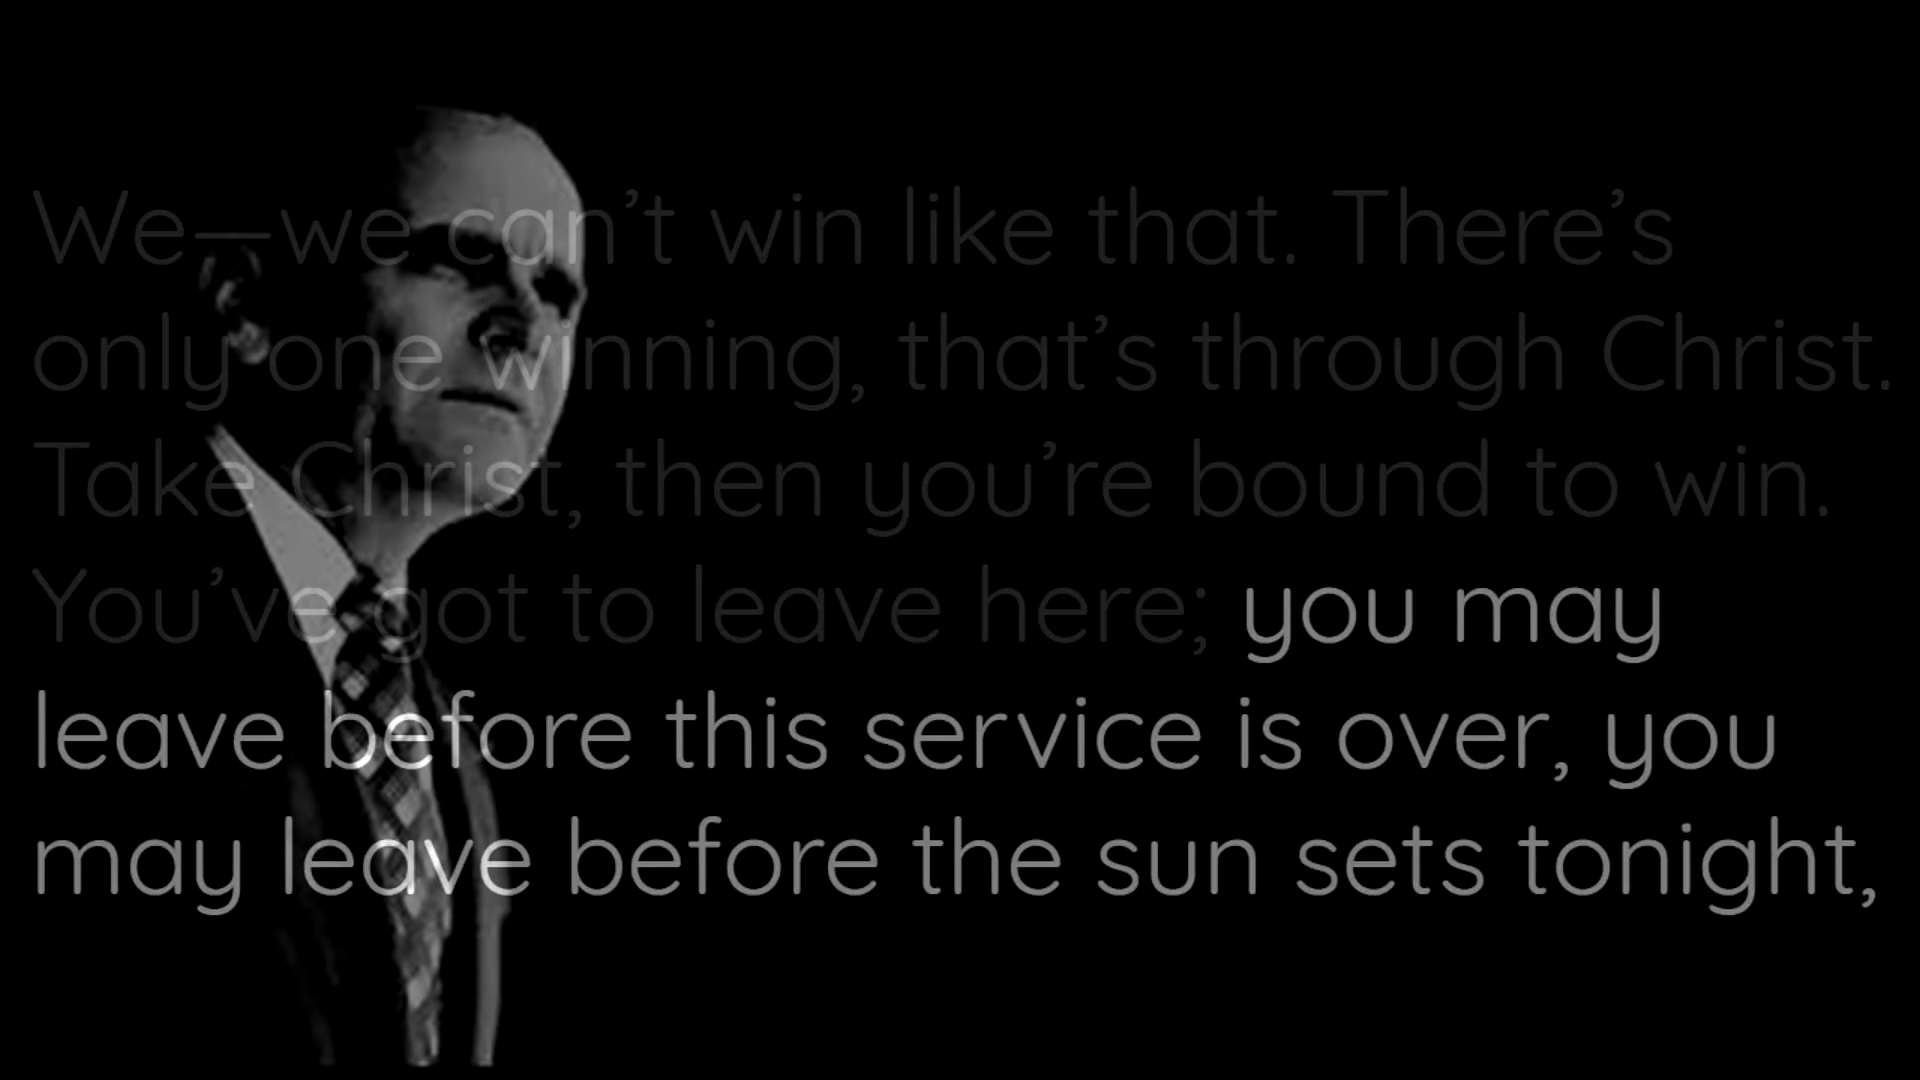 We—we can’t win like that. There’s
only one winning, that’s through Christ.
Take Christ, then you’re bound to win.
You’ve got to leave here; you may
leave before this service is over, you
may leave before the sun sets tonight,